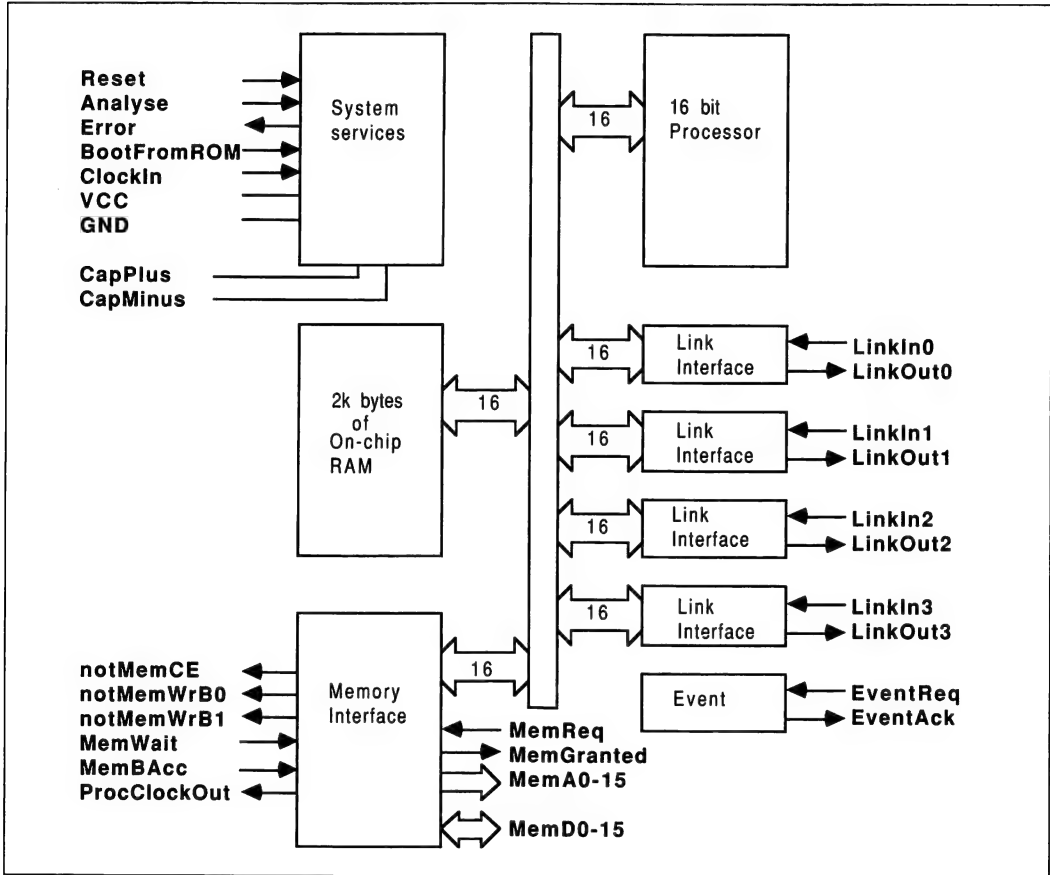 Reset
Analyse
Error
BootFromROM
ClockIn
VCC
GND
CapPlus
CapMinus
System
services
16
16 bit
Processor
2k bytes
of
On-chip
RAM
16
16
Link
Interface
LinkIn0
LinkOut0
16
Link
Interface
LinkIn1
LinkOut1
16
Link
Interface
LinkIn2
LinkOut2
16
Link
Interface
LinkIn3
LinkOut3
notMemCE
notMemWrB0
notMemWrB1
MemWait
MemBAcc
ProcClockOut
Memory
Interface
16
MemReq
MemGranted
MemA0-15
MemD0-15
Event
EventReq
EventAck